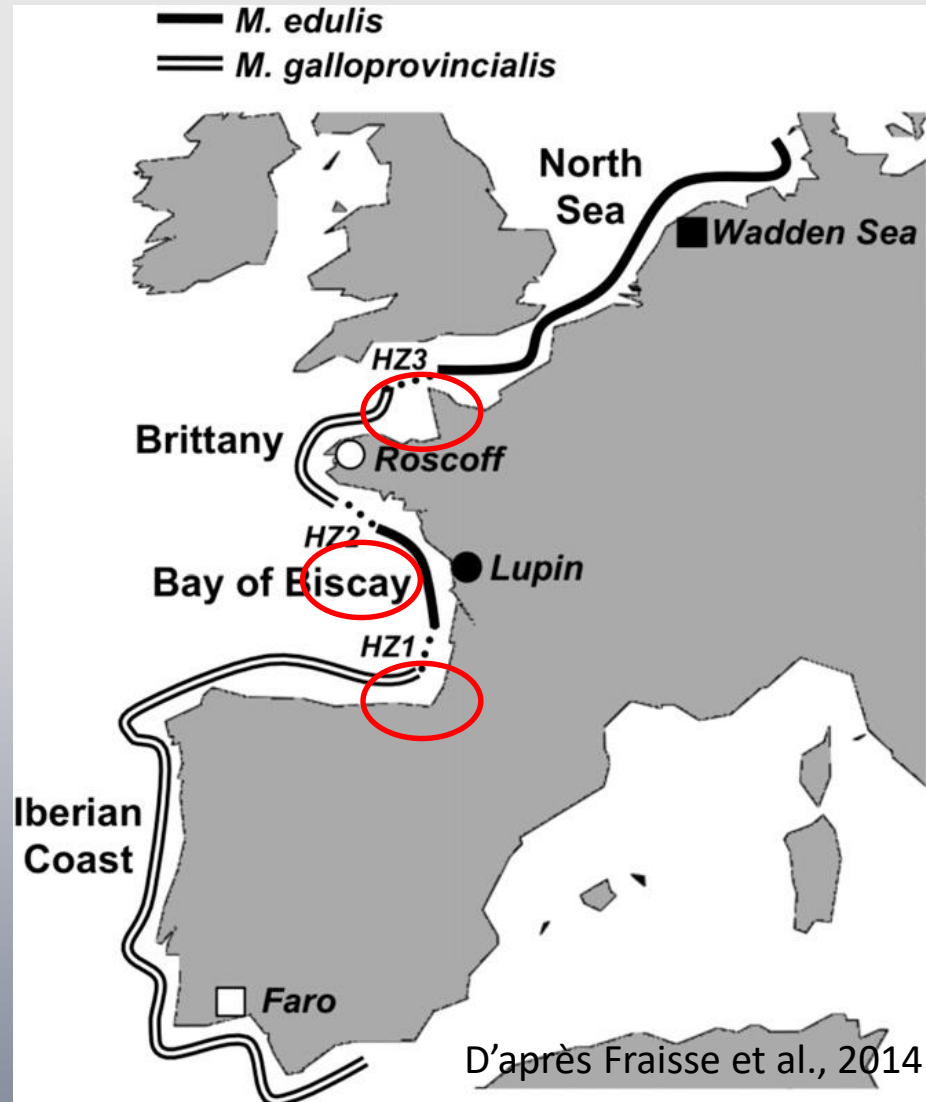 M. edulis
M. galloprovincialis
North
Sea
Wadden Sea
HZ3
Brittany
Roscoff
HZ2
Bay of Biscay
Lupin
HZ1
Iberian
Coast
Faro
D'après Fraisse et al., 2014